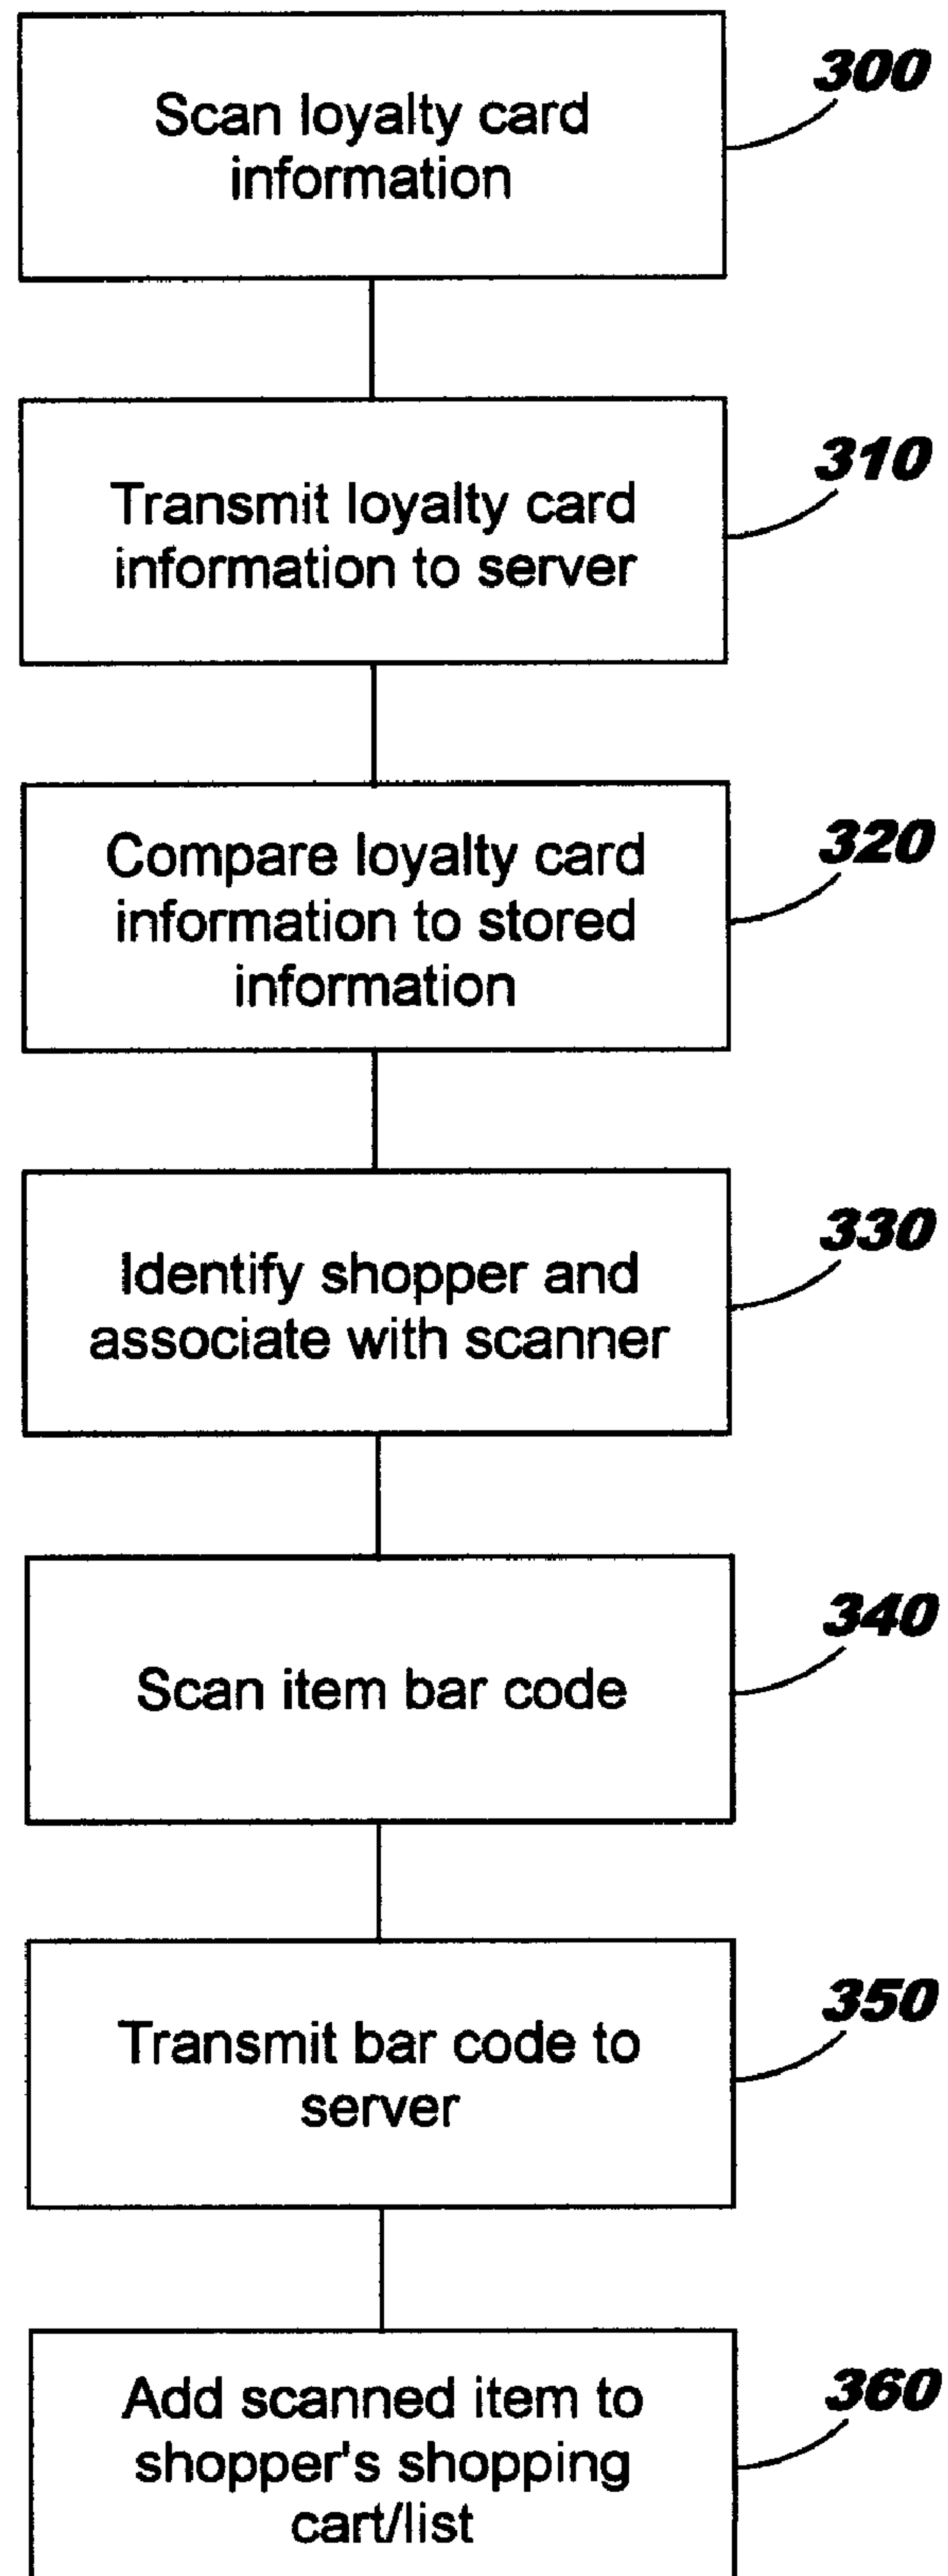 Scan loyalty card
information
300
Transmit loyalty card
information to server
310
Compare loyalty card
information to stored
information
320
Identify shopper and
associate with scanner
330
Scan item bar code
340
Transmit bar code to
server
350
Add scanned item to
shopper's shopping
cart/list
360